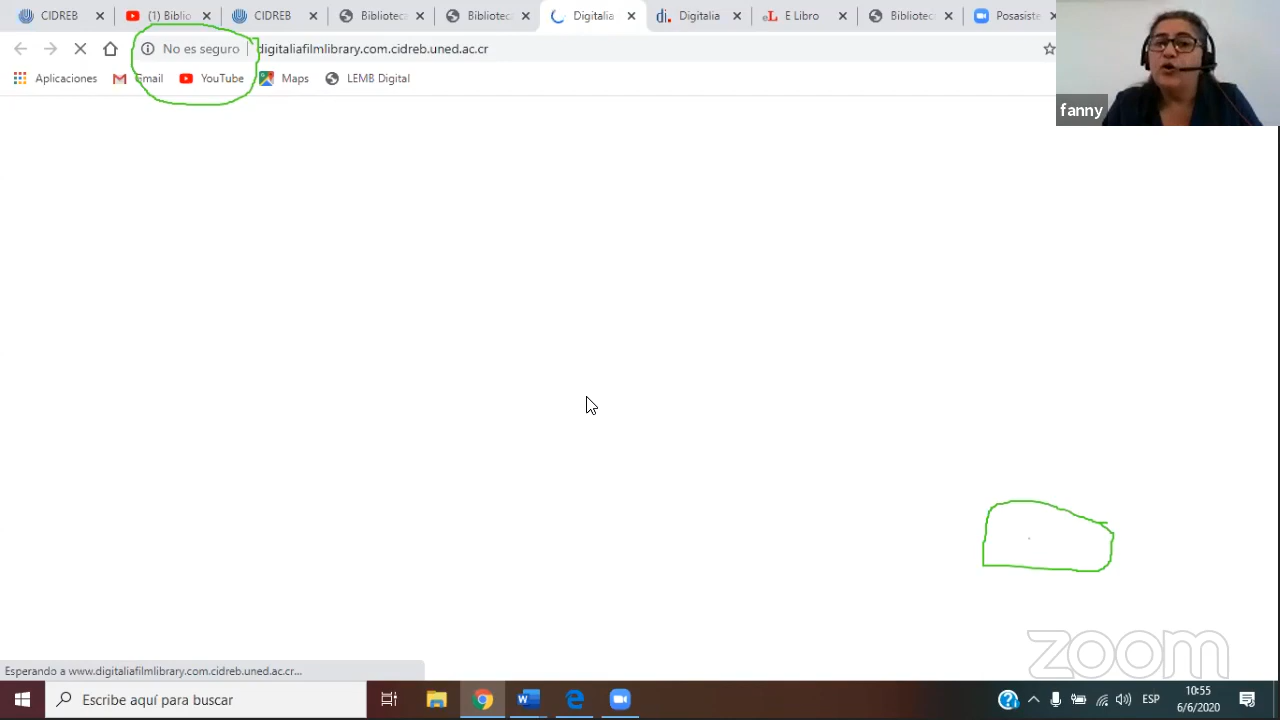 CIDREB (1) Biblio CIDREB Bibliotec Bibliotec Digitalia Digitalia E Libro Bibliotec Posasiste
No es seguro | digitaliafilmlibrary.com.cidreb.uned.ac.cr
Aplicaciones Gmail YouTube Maps LEMB Digital
fanny
zoom
Esperando a www.digitaliafilmlibrary.com.cidreb.uned.ac.cr...
Escribe aquí para buscar
ESP
10:55
6/6/2020